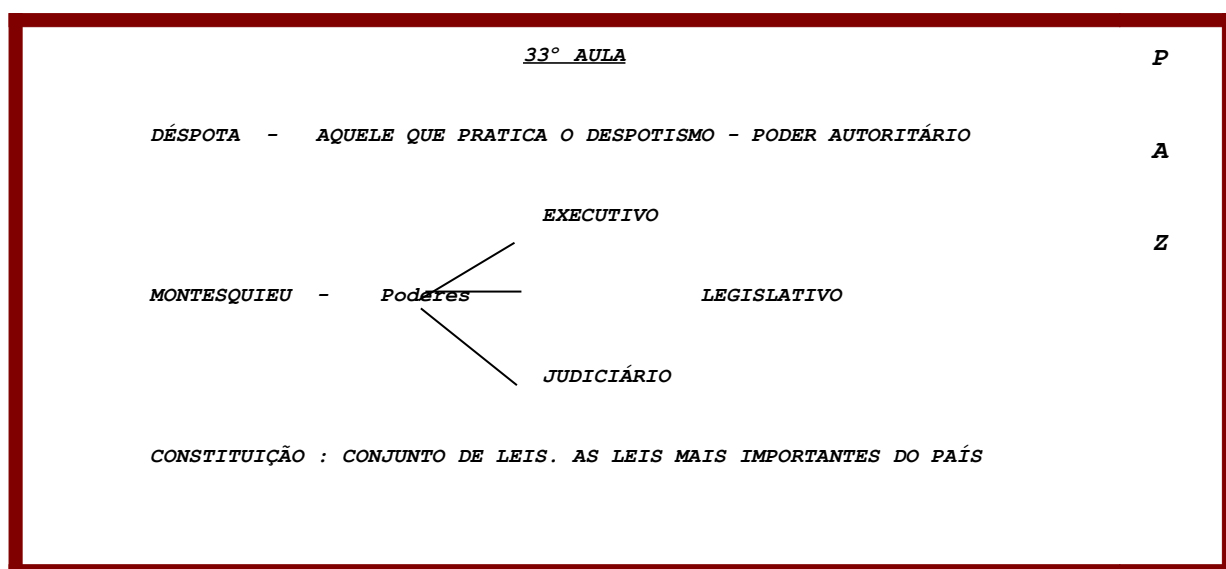 33º AULA
DÉSPOTA - AQUELE QUE PRATICA O DESPOTISMO - PODER AUTORITÁRIO
EXECUTIVO
MONTESQUIEU - Poderes LEGISLATIVO
JUDICIÁRIO
CONSTITUIÇÃO : CONJUNTO DE LEIS. AS LEIS MAIS IMPORTANTES DO PAÍS
P
A
Z